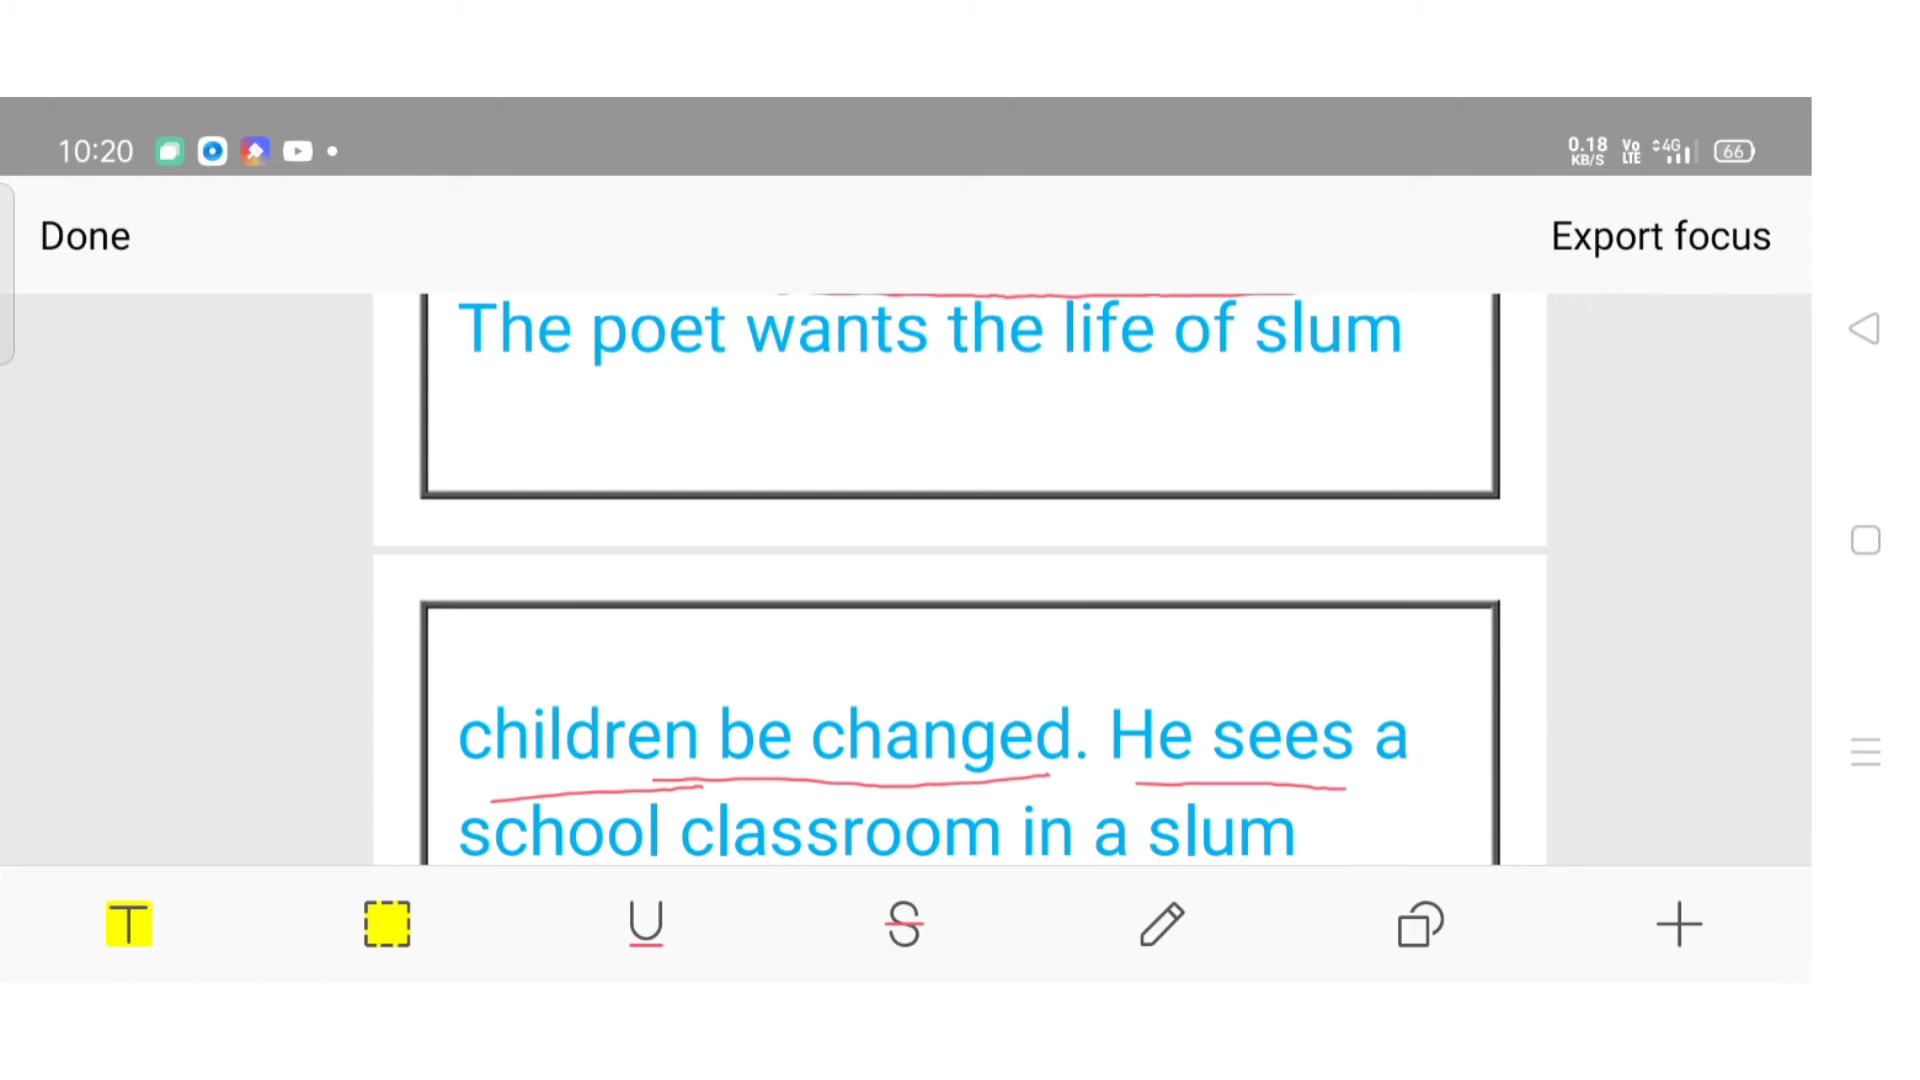 10:20
0.18 KB/S Vo LTE 4G 66
Done
Export focus
The poet wants the life of slum
children be changed. He sees a
school classroom in a slum
T
U
S